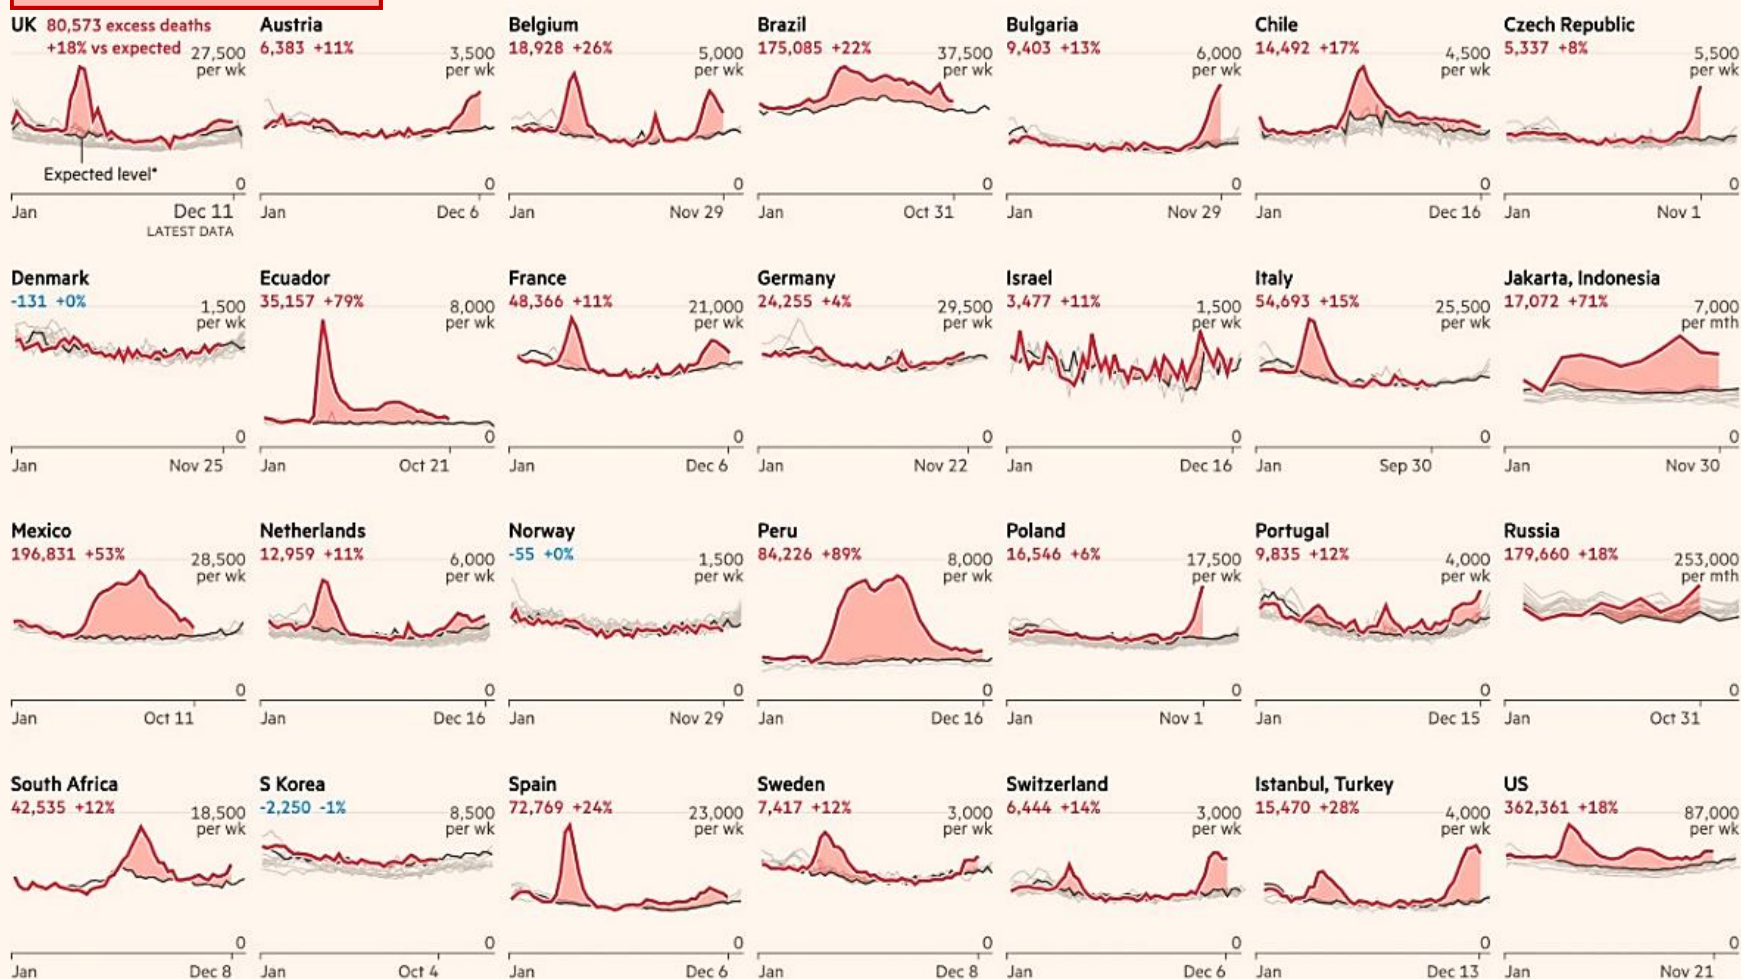 UK 80,573 excess deaths
+18% vs expected
27,500
per wk
Expected level*
0
Jan
Dec 11
LATEST DATA
Austria
6,383 +11%
3,500
per wk
0
Jan
Dec 6
Belgium
18,928 +26%
5,000
per wk
0
Jan
Nov 29
Brazil
175,085 +22%
37,500
per wk
0
Jan
Oct 31
Bulgaria
9,403 +13%
6,000
per wk
0
Jan
Nov 29
Chile
14,492 +17%
4,500
per wk
0
Jan
Dec 16
Czech Republic
5,337 +8%
5,500
per wk
0
Jan
Nov 1
Denmark
-131 +0%
1,500
per wk
0
Jan
Nov 25
Ecuador
35,157 +79%
8,000
per wk
0
Jan
Oct 21
France
48,366 +11%
21,000
per wk
0
Jan
Dec 6
Germany
24,255 +4%
29,500
per wk
0
Jan
Nov 22
Israel
3,477 +11%
1,500
per wk
0
Jan
Dec 16
Italy
54,693 +15%
25,500
per wk
0
Jan
Sep 30
Jakarta, Indonesia
17,072 +71%
7,000
per mth
0
Jan
Nov 30
Mexico
196,831 +53%
28,500
per wk
0
Jan
Oct 11
Netherlands
12,959 +11%
6,000
per wk
0
Jan
Dec 16
Norway
-55 +0%
1,500
per wk
0
Jan
Nov 29
Peru
84,226 +89%
8,000
per wk
0
Jan
Dec 16
Poland
16,546 +6%
17,500
per wk
0
Jan
Nov 1
Portugal
9,835 +12%
4,000
per wk
0
Jan
Dec 15
Russia
179,660 +18%
253,000
per mth
0
Jan
Oct 31
South Africa
42,535 +12%
18,500
per wk
0
Jan
Dec 8
S Korea
-2,250 -1%
8,500
per wk
0
Jan
Oct 4
Spain
72,769 +24%
23,000
per wk
0
Jan
Dec 6
Sweden
7,417 +12%
3,000
per wk
0
Jan
Dec 8
Switzerland
6,444 +14%
3,000
per wk
0
Jan
Dec 6
Istanbul, Turkey
15,470 +28%
4,000
per wk
0
Jan
Dec 13
US
362,361 +18%
87,000
per wk
0
Jan
Nov 21